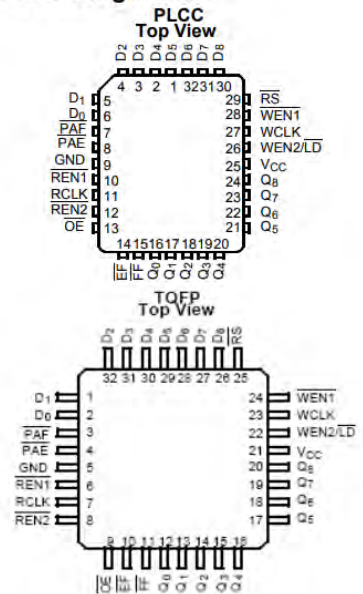 PLCC
Top View
D2 D3 D4 D5 D6 D7 D8
4 3 2 1 32 31 30
D1 5 29 RS
D0 6 28 WEN1
PAF 7 27 WCLK
PAE 8 26 WEN2/LD
GND 9 25 VCC
REN1 10 24 Q8
RCLK 11 23 Q7
REN2 12 22 Q6
OE 13 21 Q5
14 15 16 17 18 19 20
EF FF Q0 Q1 Q2 Q3 Q4
TQFP
Top View
D2 D3 D4 D5 D6 D7 D8 RS
32 31 30 29 28 27 26 25
D1 1 24 WEN1
D0 2 23 WCLK
PAF 3 22 WEN2/LD
PAE 4 21 VCC
GND 5 20 Q8
REN1 6 19 Q7
RCLK 7 18 Q6
REN2 8 17 Q5
9 10 11 12 13 14 15 16
OE EF FF Q0 Q1 Q2 Q3 Q4